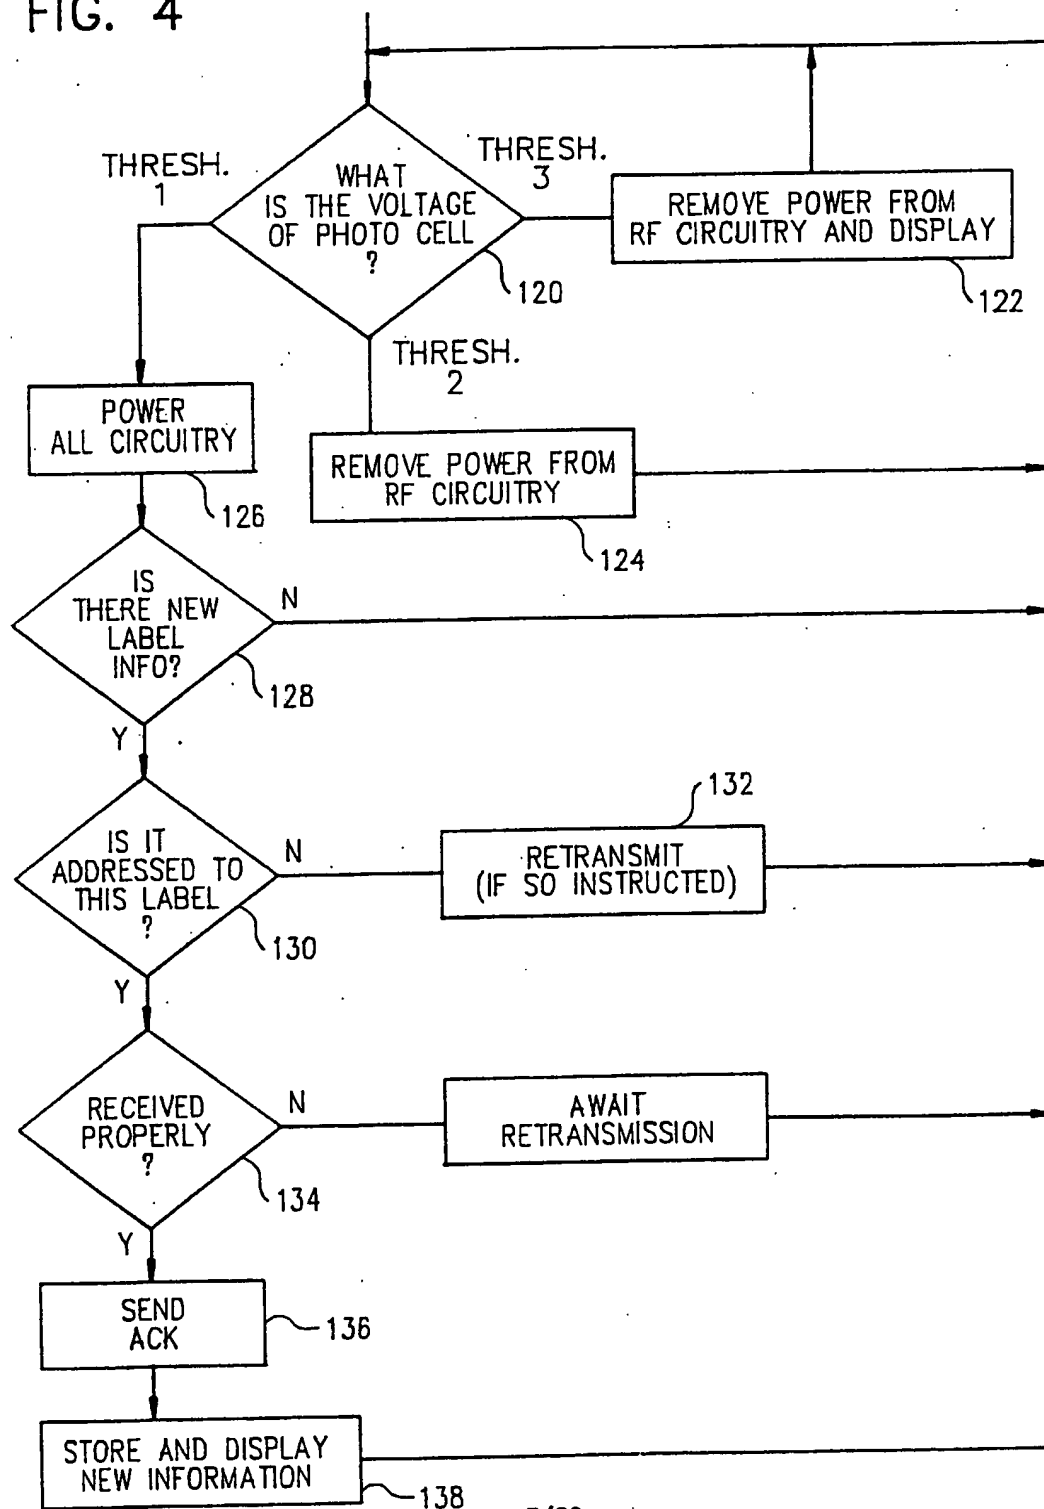 FIG. 4
THRESH.
1
WHAT
IS THE VOLTAGE
OF PHOTO CELL
?
THRESH.
3
REMOVE POWER FROM
RF CIRCUITRY AND DISPLAY
120
122
THRESH.
2
POWER
ALL CIRCUITRY
126
REMOVE POWER FROM
RF CIRCUITRY
124
IS
THERE NEW
LABEL
INFO?
N
128
Y
IS IT
ADDRESSED TO
THIS LABEL
?
N
130
132
RETRANSMIT
(IF SO INSTRUCTED)
Y
RECEIVED
PROPERLY
?
N
134
AWAIT
RETRANSMISSION
Y
SEND
ACK
136
STORE AND DISPLAY
NEW INFORMATION
138